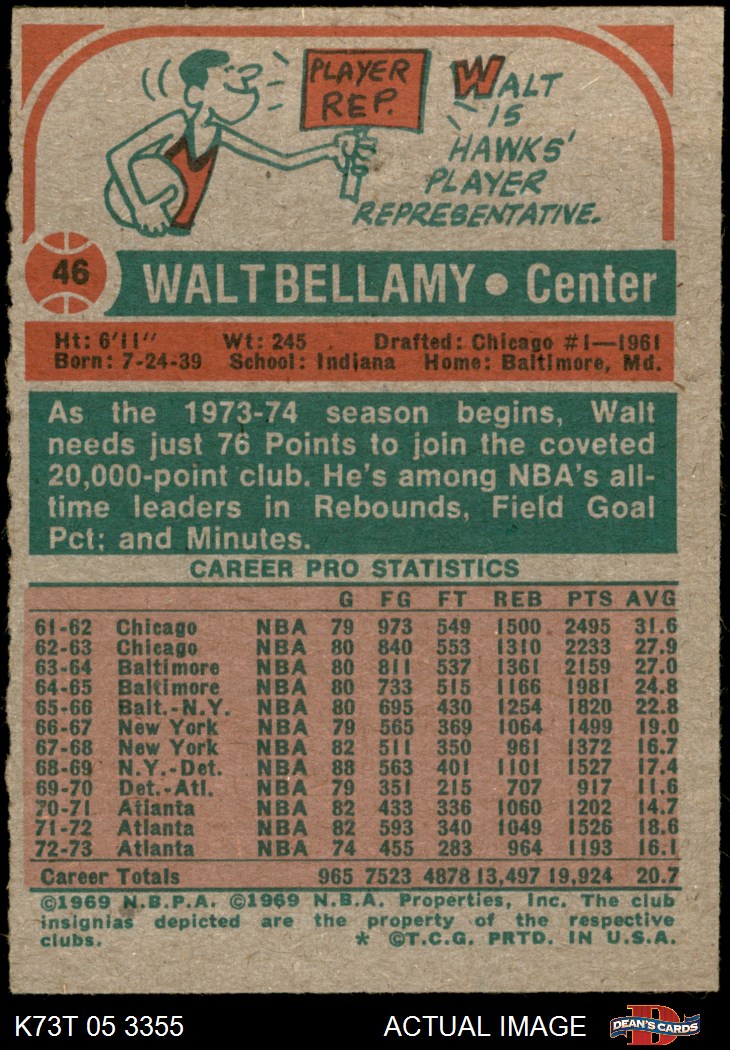 PLAYER
REP.
WALT
IS
HAWKS'
PLAYER
REPRESENTATIVE.
46 WALT BELLAMY • Center
Ht: 6'11" Wt: 245 Drafted: Chicago #1—1961
Born: 7-24-39 School: Indiana Home: Baltimore, Md.
As the 1973-74 season begins, Walt
needs just 76 Points to join the coveted
20,000-point club. He's among NBA's all-
time leaders in Rebounds, Field Goal
Pct; and Minutes.
CAREER PRO STATISTICS
G FG FT REB PTS AVG
61-62 Chicago NBA 79 973 549 1500 2495 31.6
62-63 Chicago NBA 80 840 553 1310 2233 27.9
63-64 Baltimore NBA 80 811 537 1361 2159 27.0
64-65 Baltimore NBA 80 733 515 1166 1981 24.8
65-66 Balt.-N.Y. NBA 80 695 430 1254 1820 22.8
66-67 New York NBA 79 565 369 1064 1499 19.0
67-68 New York NBA 82 511 350 961 1372 16.7
68-69 N.Y.-Det. NBA 88 563 401 1101 1527 17.4
69-70 Det.-Atl. NBA 79 351 215 707 917 11.6
70-71 Atlanta NBA 82 433 336 1060 1202 14.7
71-72 Atlanta NBA 82 593 340 1049 1526 18.6
72-73 Atlanta NBA 74 455 283 964 1193 16.1
Career Totals 965 7523 4878 13,497 19,924 20.7
©1969 N.B.P.A. ©1969 N.B.A. Properties, Inc. The club
insignias depicted are the property of the respective
clubs. * ©T.C.G. PRTD. IN U.S.A.
K73T 05 3355 ACTUAL IMAGE D DEAN'S CARDS